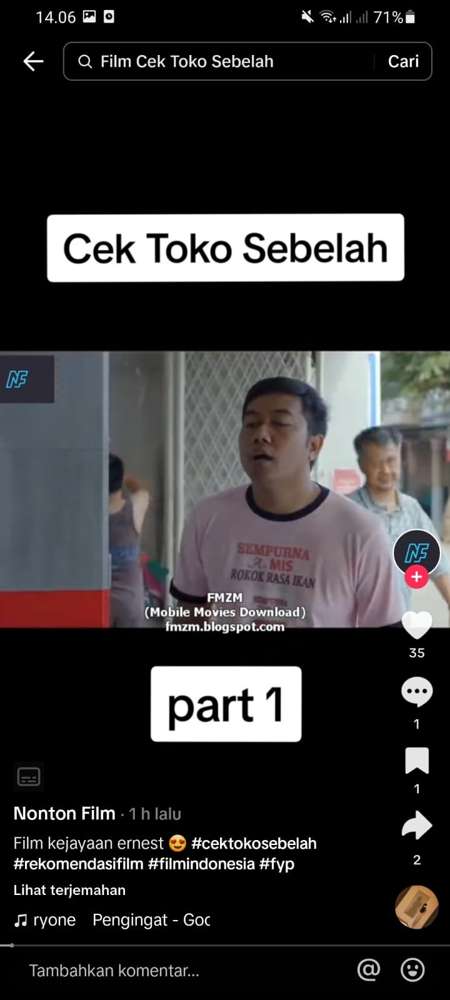 14.06
71%
Film Cek Toko Sebelah
Cari
Cek Toko Sebelah
NF
SEMPURNA
A- MIS
ROKOK RASA IKAN
NF
FMZM
(Mobile Movies Download)
fmzm.blogspot.com
35
part 1
1
1
Nonton Film · 1 h lalu
Film kejayaan ernest 😍 #cektokosebelah
#rekomendasifilm #filmindonesia #fyp
2
Lihat terjemahan
ryone Pengingat - Goc
Tambahkan komentar...
@